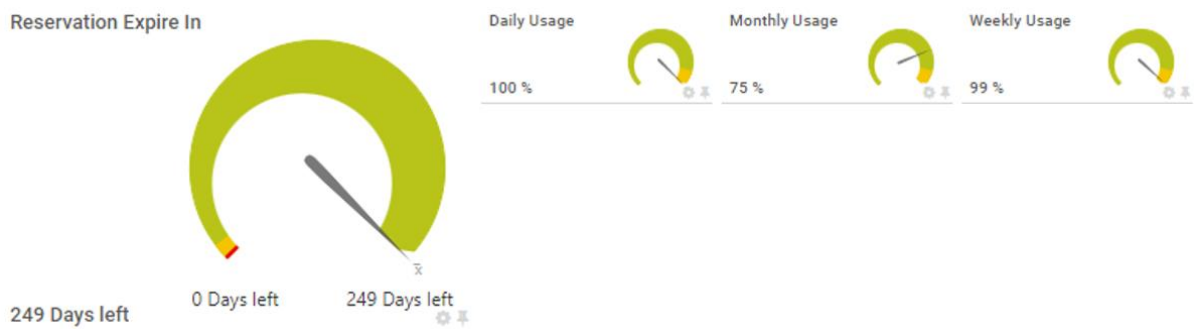 Reservation Expire In
0 Days left
249 Days left
x̄
249 Days left
Daily Usage
100 %
Monthly Usage
75 %
Weekly Usage
99 %